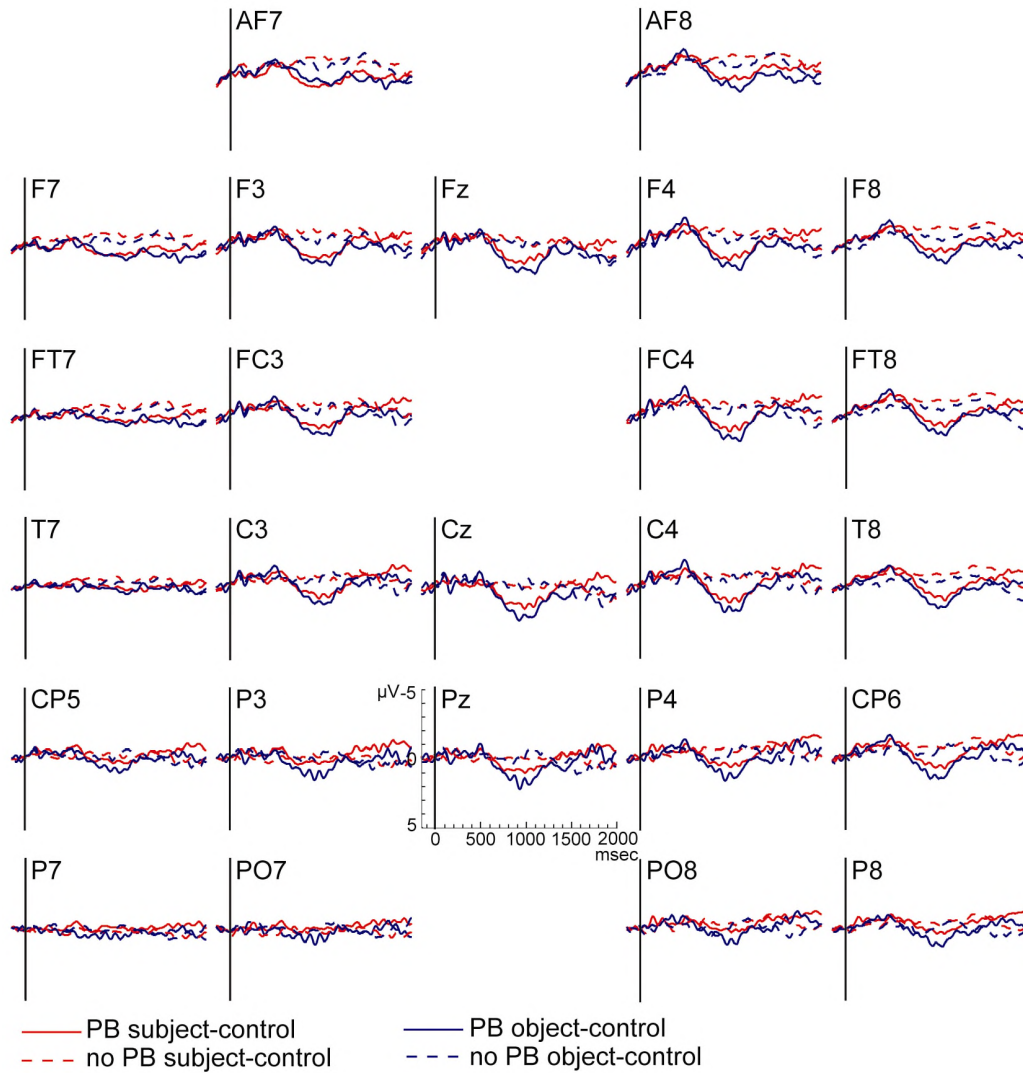 AF7 AF8
F7 F3 Fz F4 F8
FT7 FC3 FC4 FT8
T7 C3 Cz C4 T8
CP5 P3 µV -5 Pz P4 CP6
0
5
0 500 1000 1500 2000
msec
P7 PO7 PO8 P8
PB subject-control PB object-control
no PB subject-control no PB object-control